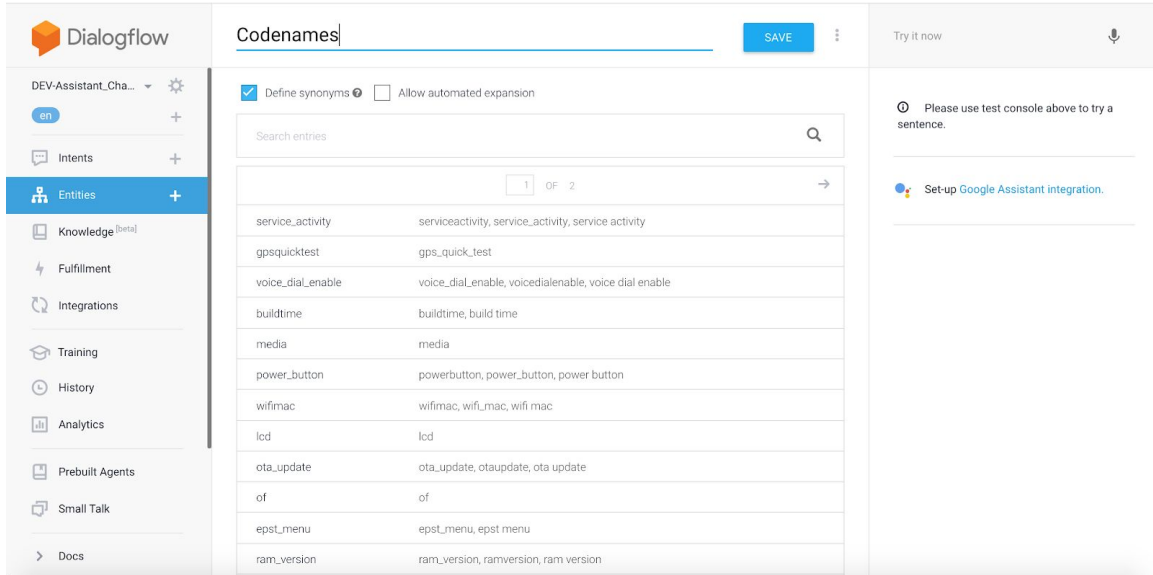 Dialogflow
DEV-Assistant_Cha...
en
Intents
Entities
Knowledge [beta]
Fulfillment
Integrations
Training
History
Analytics
Prebuilt Agents
Small Talk
Docs
Codenames
SAVE
Define synonyms
Allow automated expansion
Search entries
1 OF 2
service_activity serviceactivity, service_activity, service activity
gpsquicktest gps_quick_test
voice_dial_enable voice_dial_enable, voicedialenable, voice dial enable
buildtime buildtime, build time
media media
power_button powerbutton, power_button, power button
wifimac wifimac, wifi_mac, wifi mac
lcd lcd
ota_update ota_update, otaupdate, ota update
of of
epst_menu epst_menu, epst menu
ram_version ram_version, ramversion, ram version
Try it now
Please use test console above to try a
sentence.
Set-up Google Assistant integration.